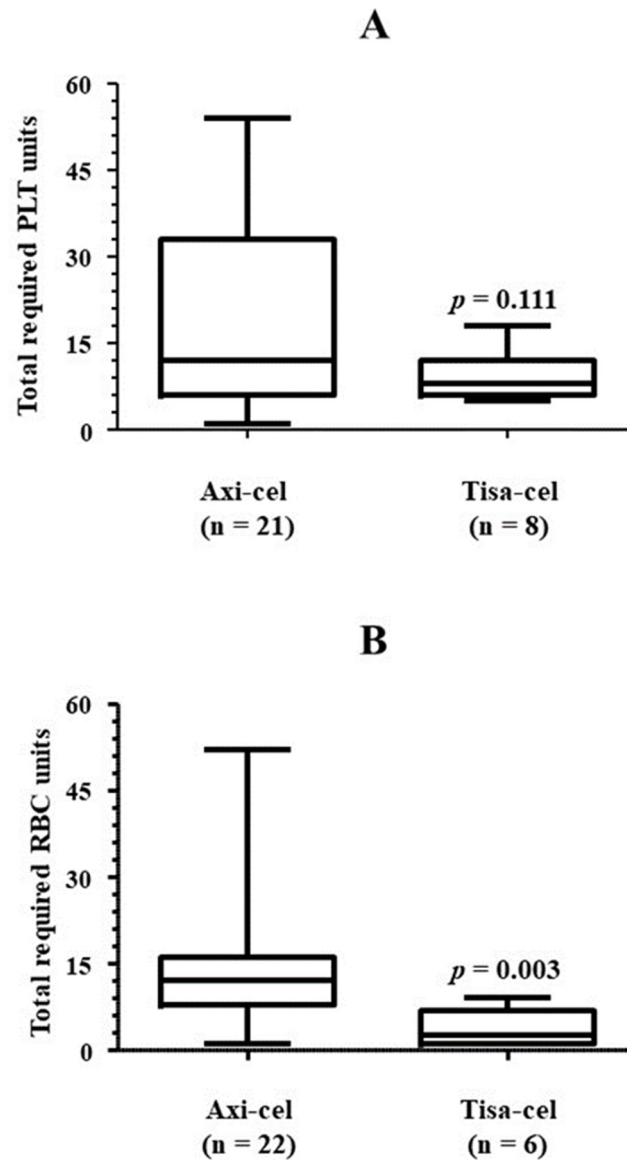 A
Total required PLT units
60
45
30
15
0
p = 0.111
Axi-cel
(n = 21)
Tisa-cel
(n = 8)
B
Total required RBC units
60
45
30
15
0
p = 0.003
Axi-cel
(n = 22)
Tisa-cel
(n = 6)